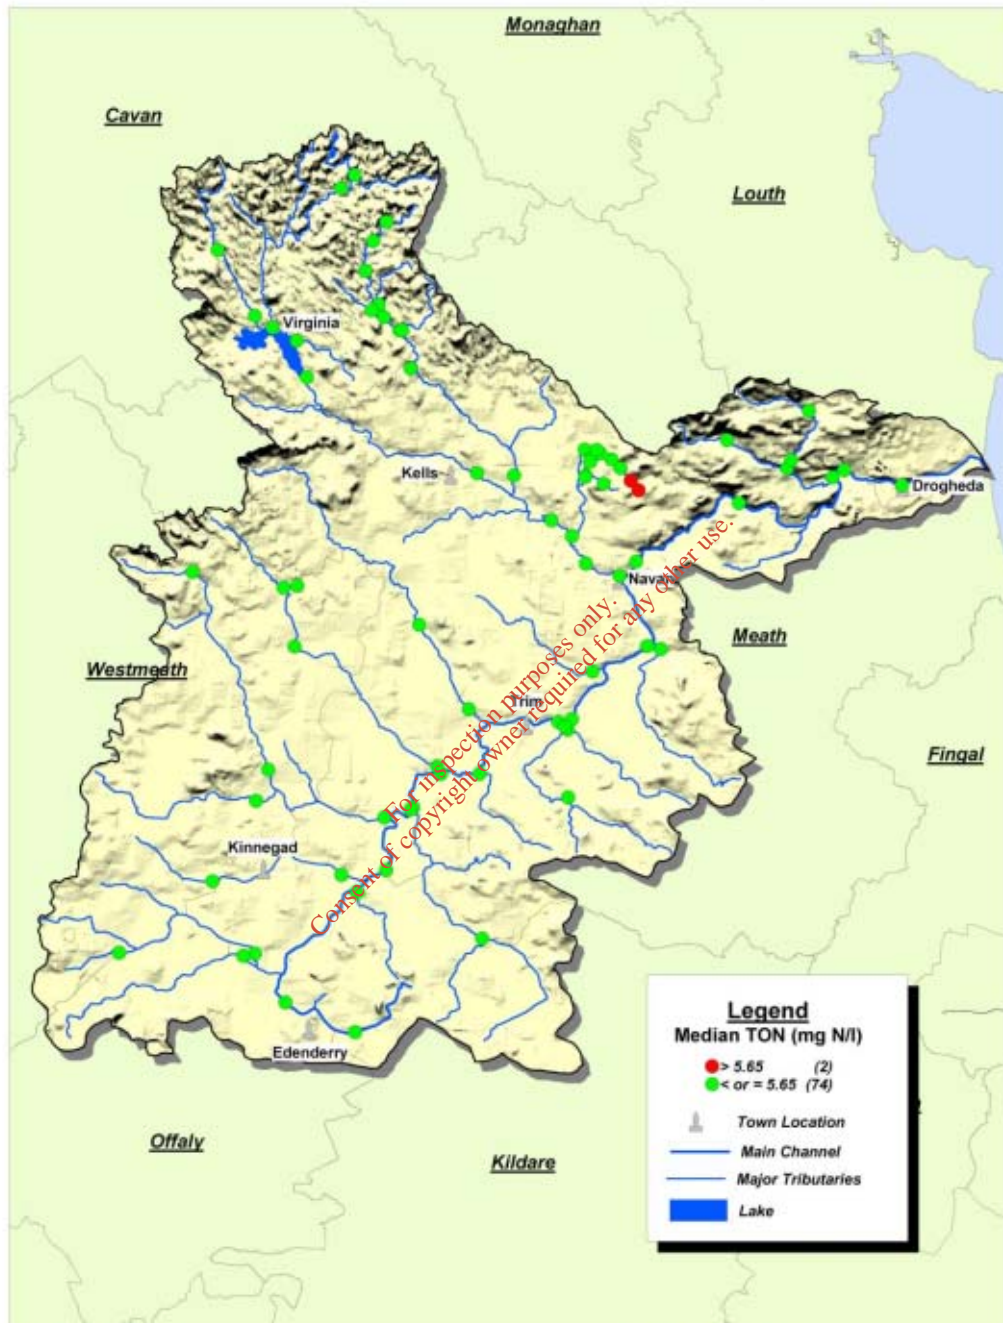 Monaghan
Cavan
Louth
Virginia
Kells
Drogheda
Navan
Meath
Westmeath
Trim
Fingal
Kinnegad
Edenderry
Offaly
Kildare
For inspection purposes only.
Consent of copyright owner required for any other use.
Legend
Median TON (mg N/l)
> 5.65 (2)
< or = 5.65 (74)
Town Location
Main Channel
Major Tributaries
Lake